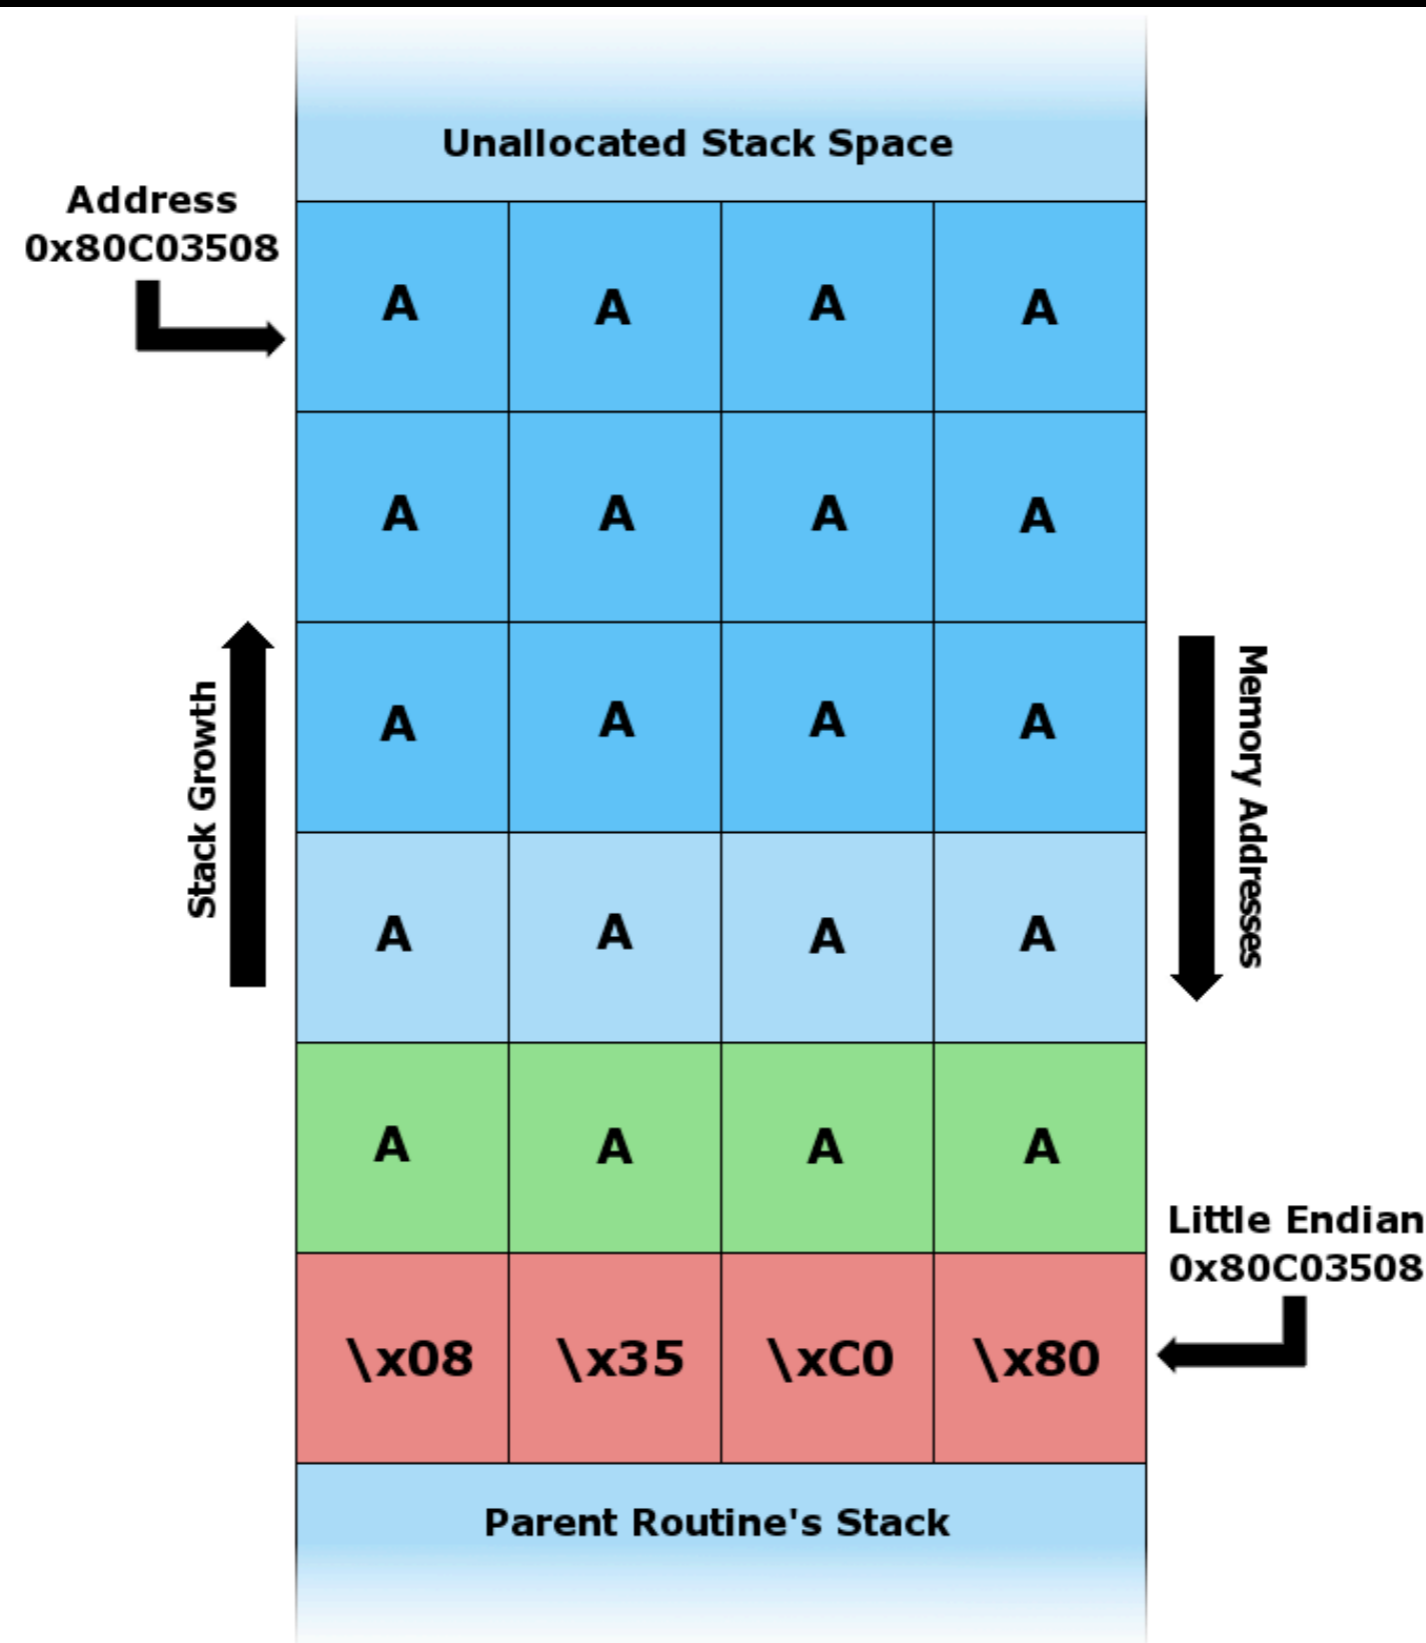 Unallocated Stack Space
Address
0x80C03508
A A A A
A A A A
A A A A
Stack Growth
Memory Addresses
A A A A
A A A A
Little Endian
0x80C03508
\x08 \x35 \xC0 \x80
Parent Routine's Stack